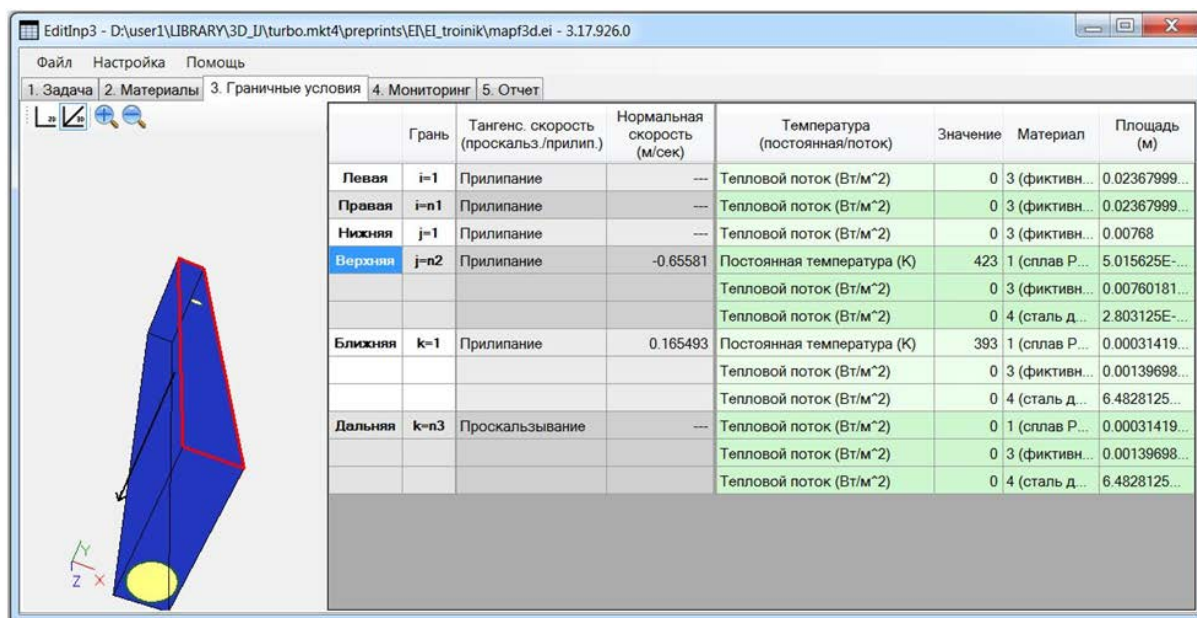 EditInp3 - D:\user1\LIBRARY\3D_IJ\turbo.mkt4\preprints\EI\EI_troinik\mapf3d.ei - 3.17.926.0
Файл Настройка Помощь
1. Задача 2. Материалы 3. Граничные условия 4. Мониторинг 5. Отчет
2D 3D
Грань Тангенс. скорость (проскальз./прилип.) Нормальная скорость (м/сек) Температура (постоянная/поток) Значение Материал Площадь (м)
Левая i=1 Прилипание --- Тепловой поток (Вт/м^2) 0 3 (фиктивн... 0.02367999...
Правая i=n1 Прилипание --- Тепловой поток (Вт/м^2) 0 3 (фиктивн... 0.02367999...
Нижняя j=1 Прилипание --- Тепловой поток (Вт/м^2) 0 3 (фиктивн... 0.00768
Верхняя j=n2 Прилипание -0.65581 Постоянная температура (K) 423 1 (сплав Р... 5.015625E-...
Тепловой поток (Вт/м^2) 0 3 (фиктивн... 0.00760181...
Тепловой поток (Вт/м^2) 0 4 (сталь д... 2.803125E-...
Ближняя k=1 Прилипание 0.165493 Постоянная температура (K) 393 1 (сплав Р... 0.00031419...
Тепловой поток (Вт/м^2) 0 3 (фиктивн... 0.00139698...
Тепловой поток (Вт/м^2) 0 4 (сталь д... 6.4828125...
Дальняя k=n3 Проскальзывание --- Тепловой поток (Вт/м^2) 0 1 (сплав Р... 0.00031419...
Тепловой поток (Вт/м^2) 0 3 (фиктивн... 0.00139698...
Тепловой поток (Вт/м^2) 0 4 (сталь д... 6.4828125...
Y
Z X